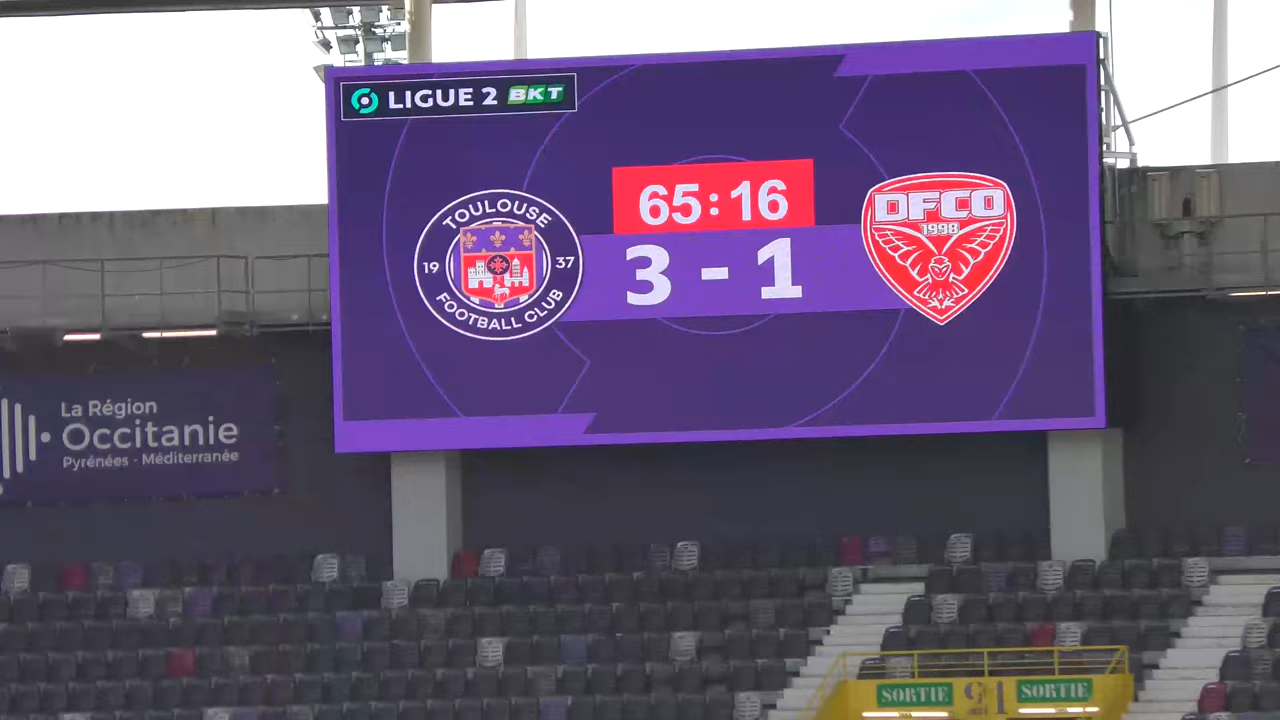 LIGUE 2 BKT
65:16
3 - 1
TOULOUSE
19 37
FOOTBALL CLUB
DFCO
1998
La Région
Occitanie
Pyrénées - Méditerranée
SORTIE
SORTIE